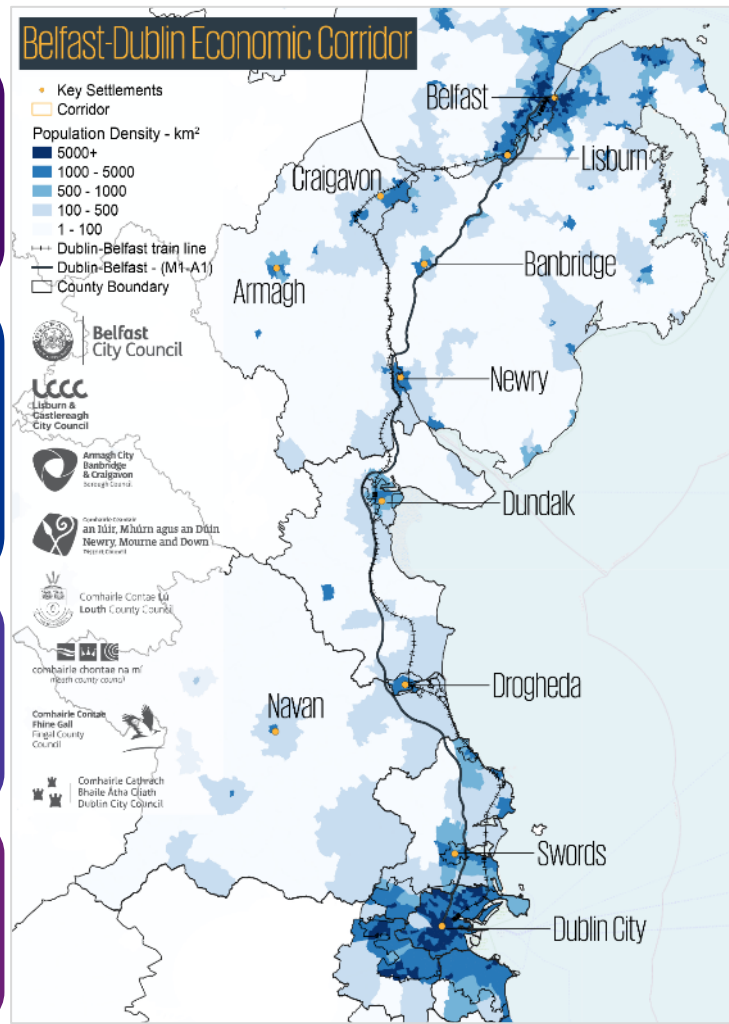 Belfast-Dublin Economic Corridor
Key Settlements
Corridor
Population Density - km²
5000+
1000 - 5000
500 - 1000
100 - 500
1 - 100
Dublin-Belfast train line
Dublin-Belfast - (M1-A1)
County Boundary
Belfast
Lisburn
Craigavon
Banbridge
Armagh
Newry
Dundalk
Drogheda
Navan
Swords
Dublin City
Belfast
City Council
LCCC
Lisburn &
Castlereagh
City Council
Armagh City
Banbridge
& Craigavon
Borough Council
Comhairle Ceantair
an Iúir, Mhúrn agus an Dúin
Newry, Mourne and Down
District Council
Comhairle Contae Lú
Louth County Council
comhairle chontae na mí
meath county council
Comhairle Contae
Fhine Gall
Fingal County
Council
Comhairle Cathrach
Bhaile Átha Cliath
Dublin City Council